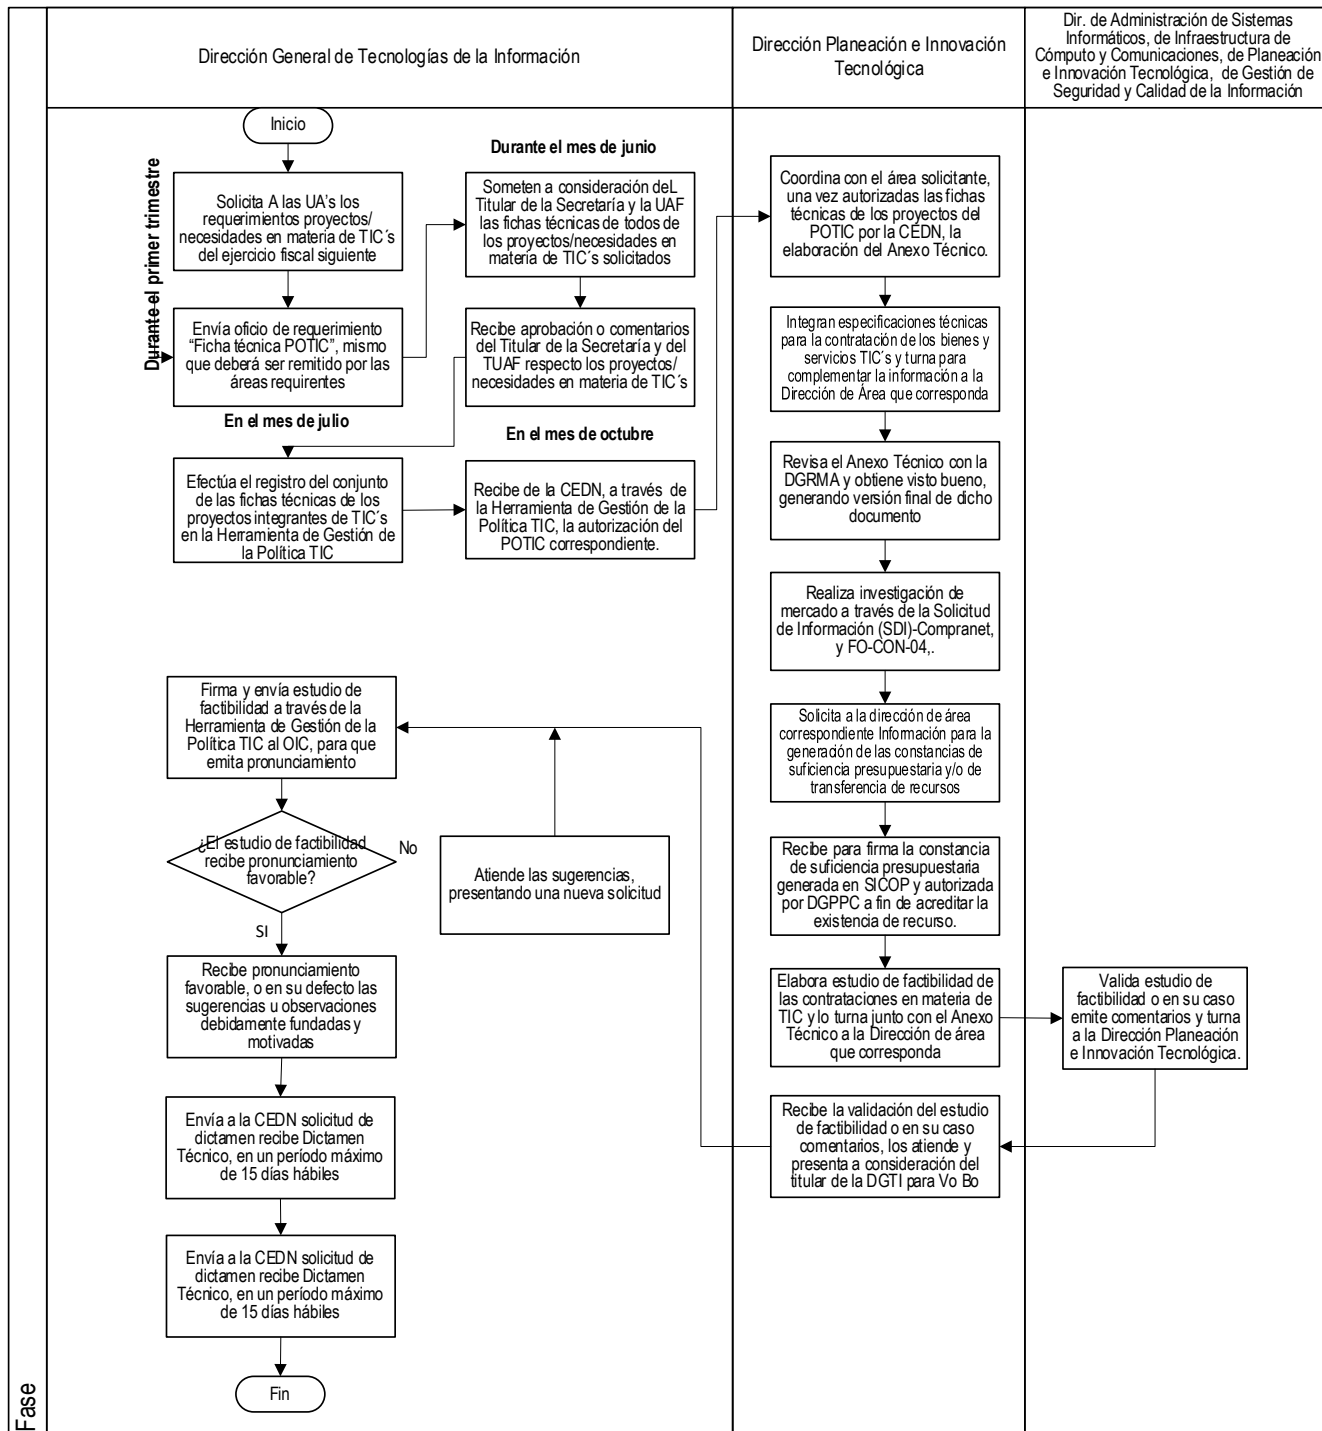 Dirección General de Tecnologías de la Información
Dirección Planeación e Innovación
Tecnológica
Dir. de Administración de Sistemas
Informáticos, de Infraestructura de
Cómputo y Comunicaciones, de Planeación
e Innovación Tecnológica,  de Gestión de
Seguridad y Calidad de la Información
Inicio
Durante el primer trimestre
Solicita A las UA's los
requerimientos proyectos/
necesidades en materia de TIC´s
del ejercicio fiscal siguiente
Envía oficio de requerimiento
“Ficha técnica POTIC”, mismo
que deberá ser remitido por las
áreas requirentes
Durante el mes de junio
Someten a consideración deL
Titular de la Secretaría y la UAF
las fichas técnicas de todos de
los proyectos/necesidades en
materia de TIC´s solicitados
Recibe aprobación o comentarios
del Titular de la Secretaría y del
TUAF respecto los proyectos/
necesidades en materia de TIC´s
En el mes de julio
Efectúa el registro del conjunto
de las fichas técnicas de los
proyectos integrantes de TIC´s
en la Herramienta de Gestión de
la Política TIC
En el mes de octubre
Recibe de la CEDN, a través  de
la Herramienta de Gestión de la
Política TIC, la autorización del
POTIC correspondiente.
Coordina con el área solicitante,
una vez autorizadas las fichas
técnicas de los proyectos del
POTIC por la CEDN, la
elaboración del Anexo Técnico.
Integran especificaciones técnicas
para la contratación de los bienes y
servicios TIC´s y turna para
complementar la información a la
Dirección de Área que corresponda
Revisa el Anexo Técnico con la
DGRMA y obtiene visto bueno,
generando versión final de dicho
documento
Realiza investigación de
mercado a través de la Solicitud
de Información (SDI)-Compranet,
y FO-CON-04,.
Solicita a la dirección de área
correspondiente Información para la
generación de las constancias de
suficiencia presupuestaria y/o de
transferencia de recursos
Recibe para firma la constancia
de suficiencia presupuestaria
generada en SICOP y autorizada
por DGPPC a fin de acreditar la
existencia de recurso.
Elabora estudio de factibilidad de
las contrataciones en materia de
TIC y lo turna junto con el Anexo
Técnico a la Dirección de área
que corresponda
Valida estudio de
factibilidad o en su caso
emite comentarios y turna
a la Dirección Planeación
e Innovación Tecnológica.
Recibe la validación del estudio
de factibilidad o en su caso
comentarios, los atiende y
presenta a consideración del
titular de la DGTI para Vo Bo
Firma y envía estudio de
factibilidad a través de la
Herramienta de Gestión de la
Política TIC al OIC, para que
emita pronunciamiento
¿El estudio de factibilidad
recibe pronunciamiento
favorable?
No
SI
Atiende las sugerencias,
presentando una nueva solicitud
Recibe pronunciamiento
favorable, o en su defecto las
sugerencias u observaciones
debidamente fundadas y
motivadas
Envía a la CEDN solicitud de
dictamen recibe Dictamen
Técnico, en un período máximo
de 15 días hábiles
Envía a la CEDN solicitud de
dictamen recibe Dictamen
Técnico, en un período máximo
de 15 días hábiles
Fin
Fase